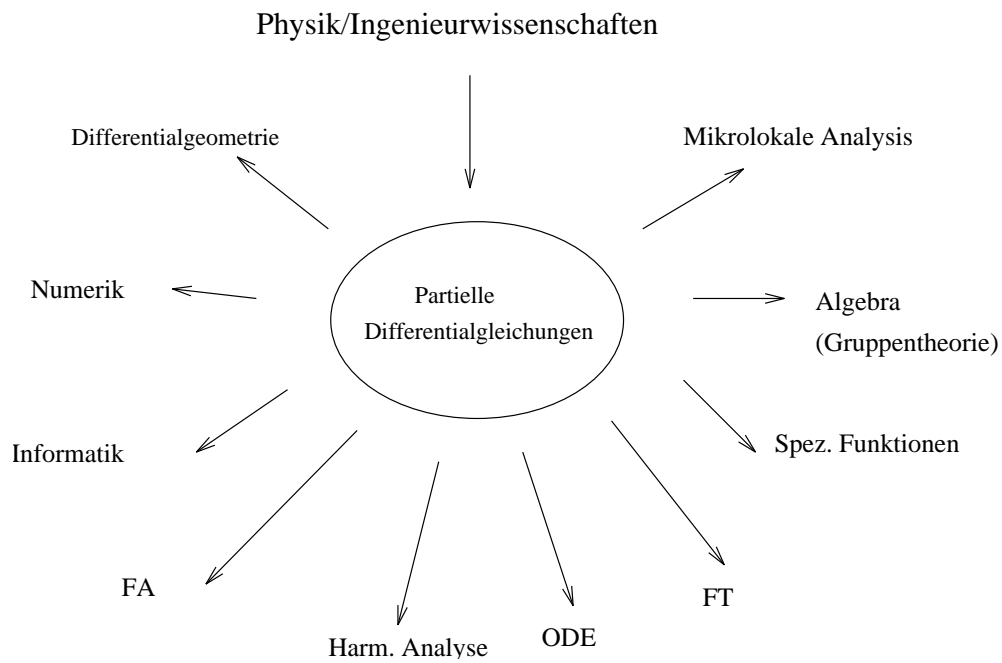 Physik/Ingenieurwissenschaften
Differentialgeometrie
Mikrolokale Analysis
Numerik
Partielle
Differentialgleichungen
Algebra
(Gruppentheorie)
Informatik
Spez. Funktionen
FA
FT
Harm. Analyse
ODE